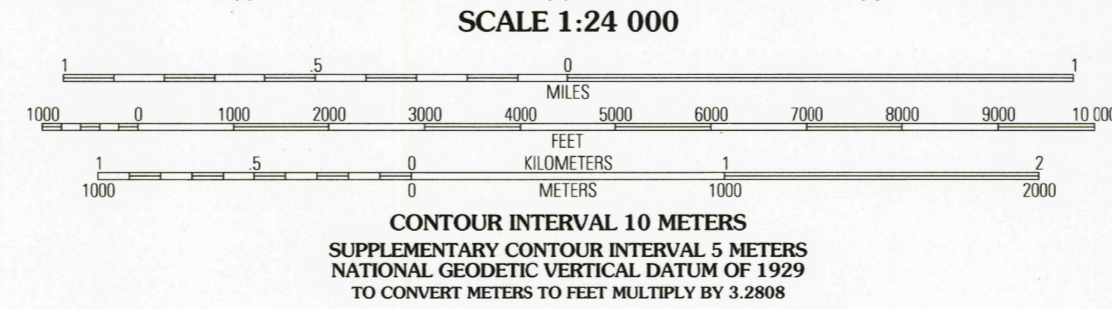 SCALE 1:24 000
1 .5 0 1
MILES
1000 0 1000 2000 3000 4000 5000 6000 7000 8000 9000 10 000
FEET
1 .5 0 KILOMETERS 1 2
1000 0 METERS 1000 2000
CONTOUR INTERVAL 10 METERS
SUPPLEMENTARY CONTOUR INTERVAL 5 METERS
NATIONAL GEODETIC VERTICAL DATUM OF 1929
TO CONVERT METERS TO FEET MULTIPLY BY 3.2808